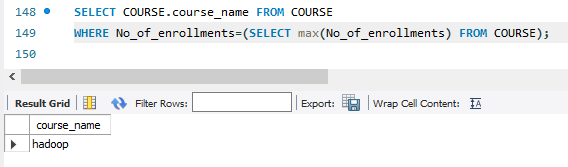 148 SELECT COURSE.course_name FROM COURSE
149 WHERE No_of_enrollments=(SELECT max(No_of_enrollments) FROM COURSE);
150
Result Grid Filter Rows: Export: Wrap Cell Content:
course_name
hadoop